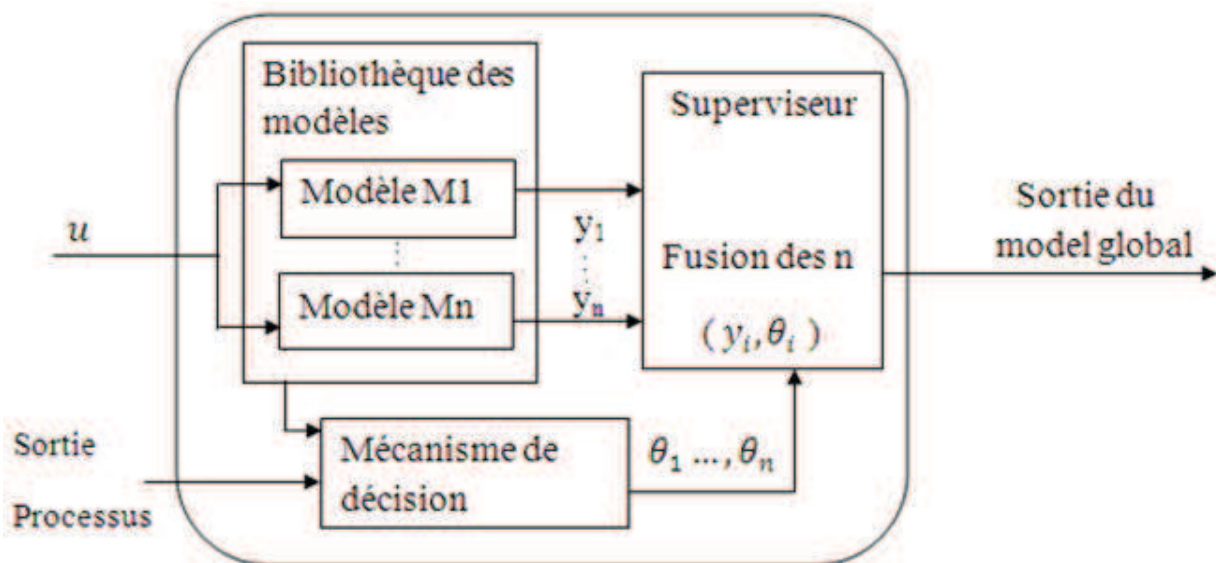 Bibliothèque des
modèles
Modèle M1
Modèle Mn
u
y₁
yₙ
Superviseur
Fusion des n
( yᵢ, θᵢ )
Sortie du
model global
Sortie
Processus
Mécanisme de
décision
θ₁ ..., θₙ